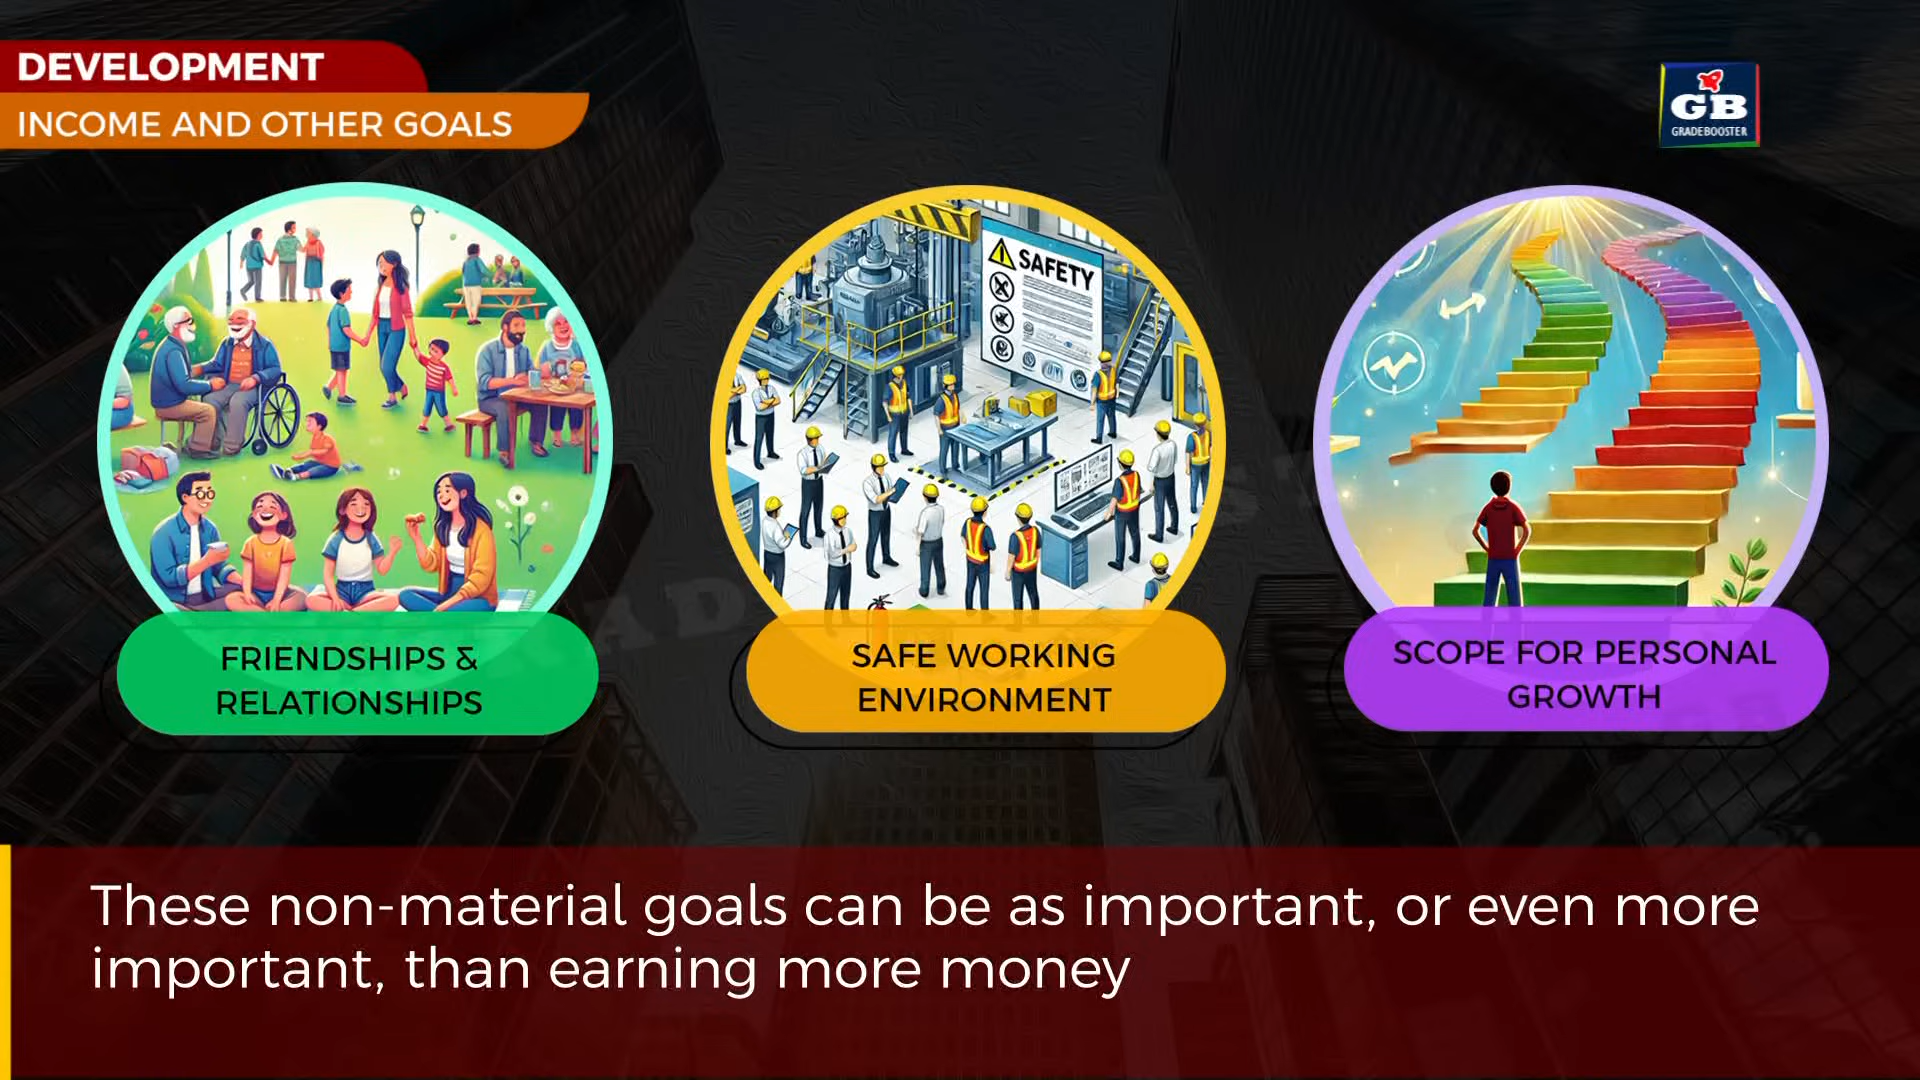 DEVELOPMENT
INCOME AND OTHER GOALS
GB
GRADEBOOSTER
SAFETY
FRIENDSHIPS &
RELATIONSHIPS
SAFE WORKING
ENVIRONMENT
SCOPE FOR PERSONAL
GROWTH
These non-material goals can be as important, or even more
important, than earning more money